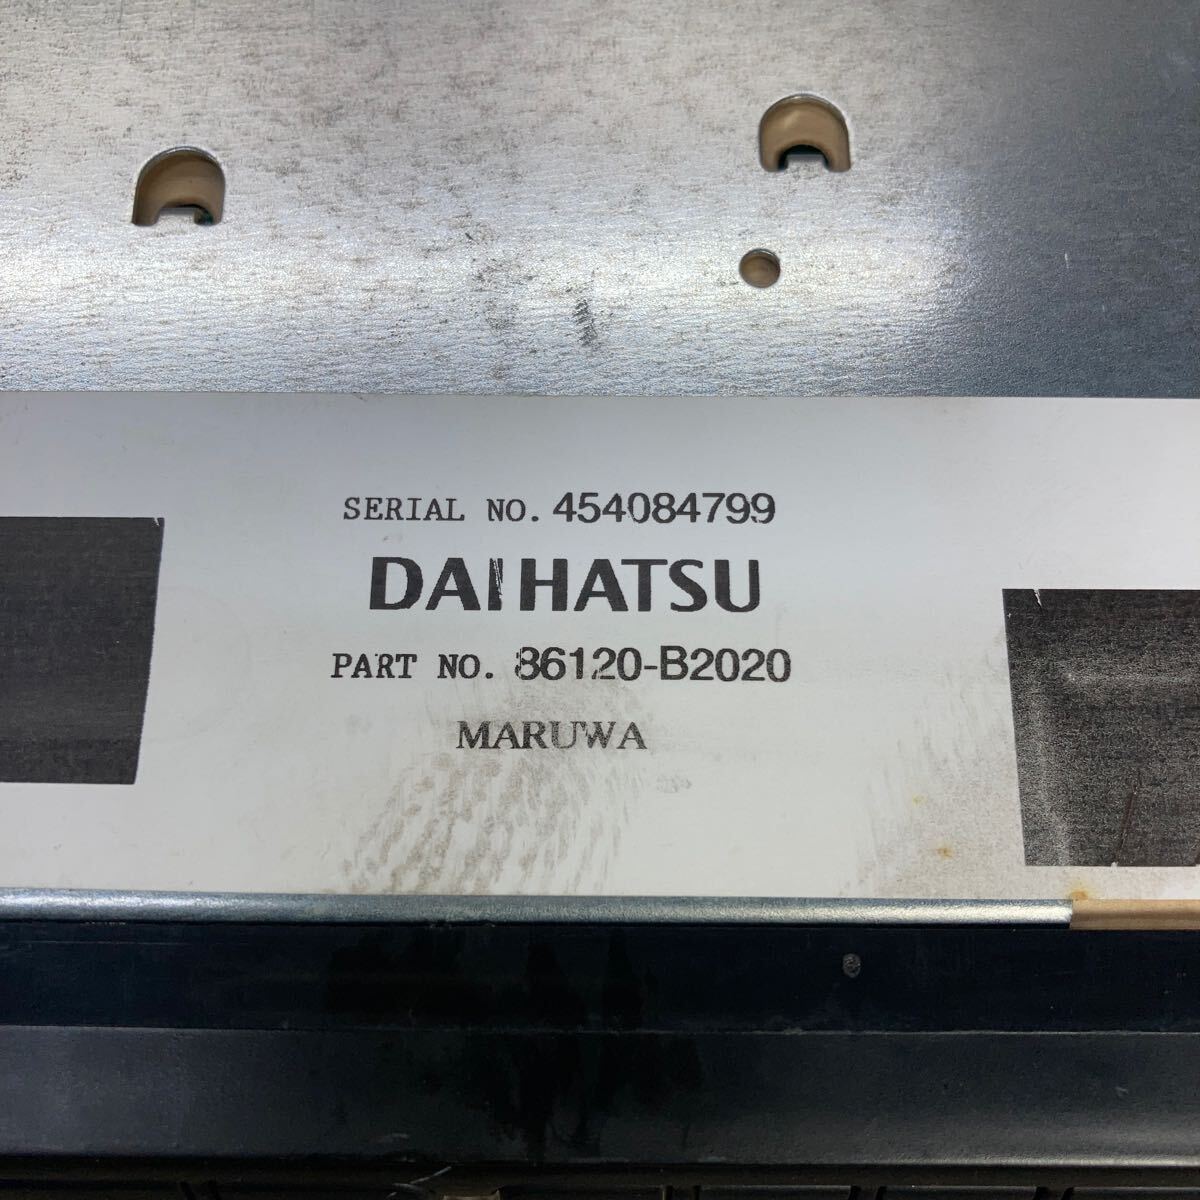 SERIAL NO. 454084799
DAIHATSU
PART NO. 86120-B2020
MARUWA